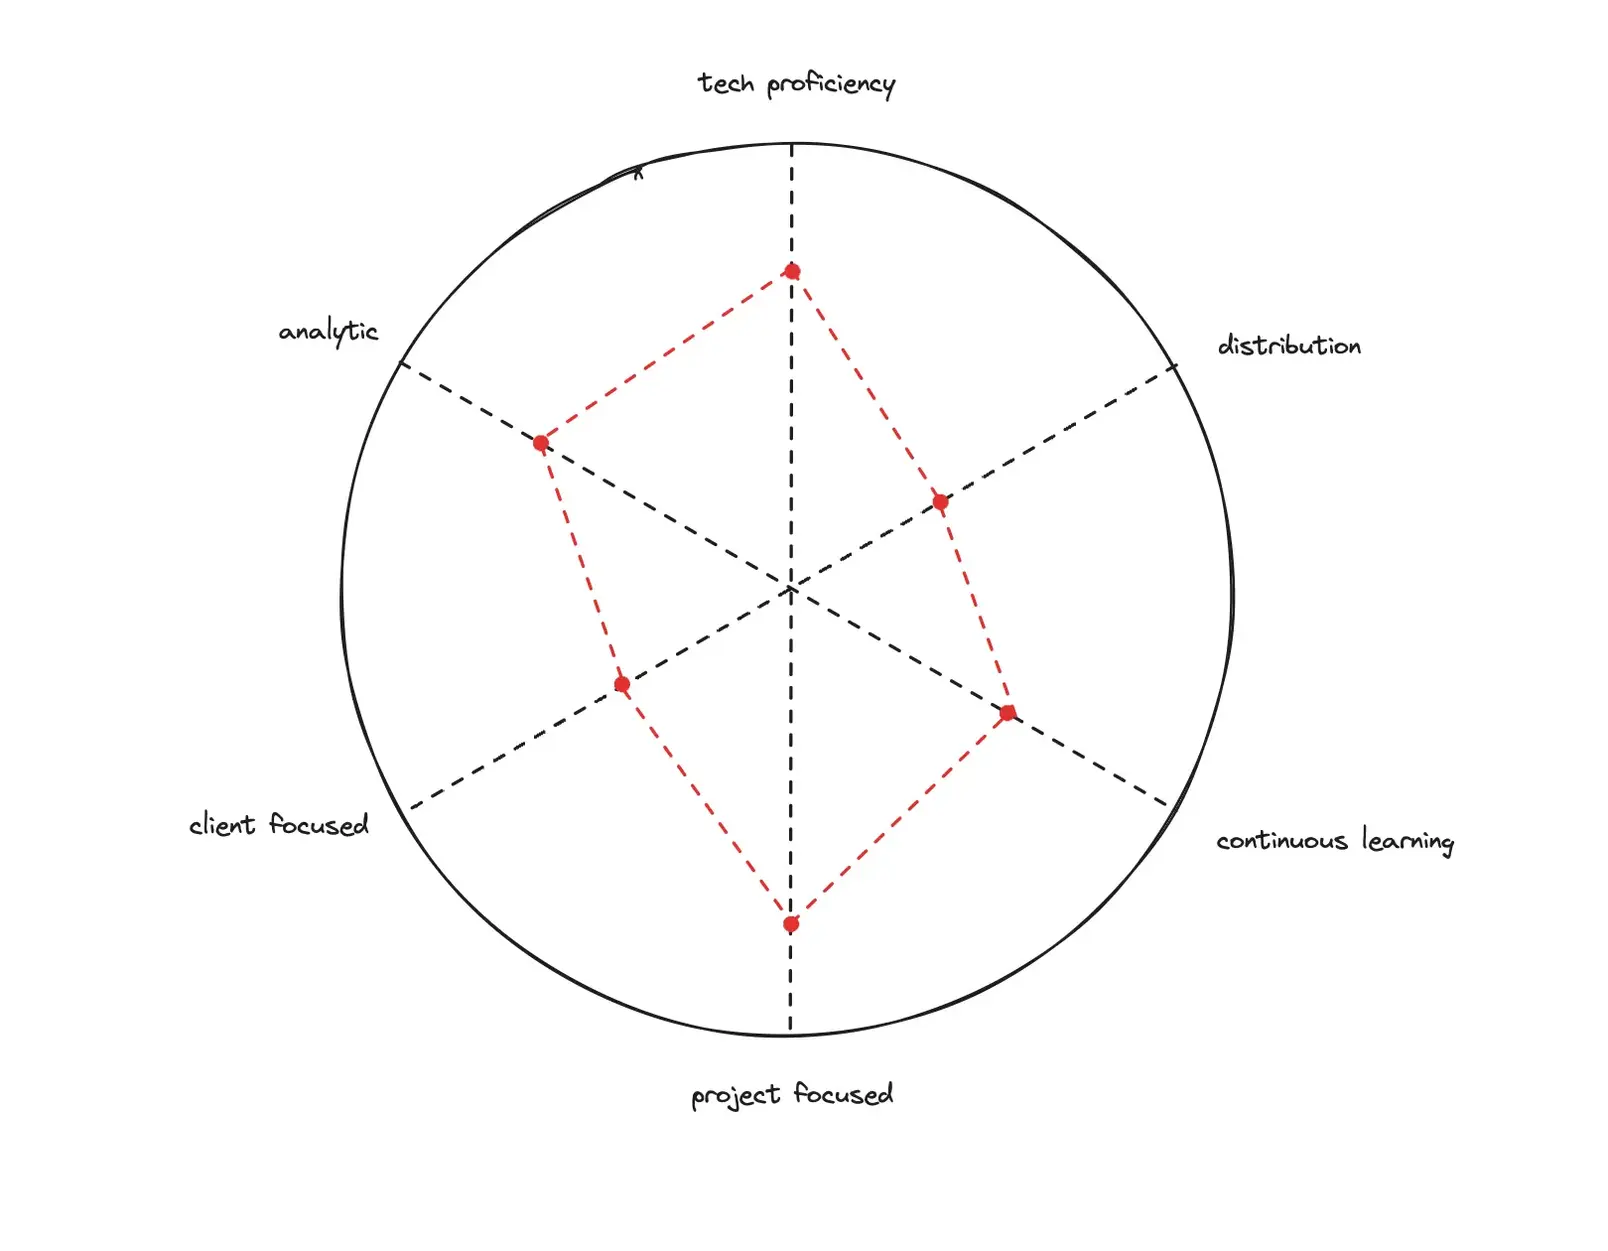 tech proficiency
analytic
distribution
client focused
continuous learning
project focused